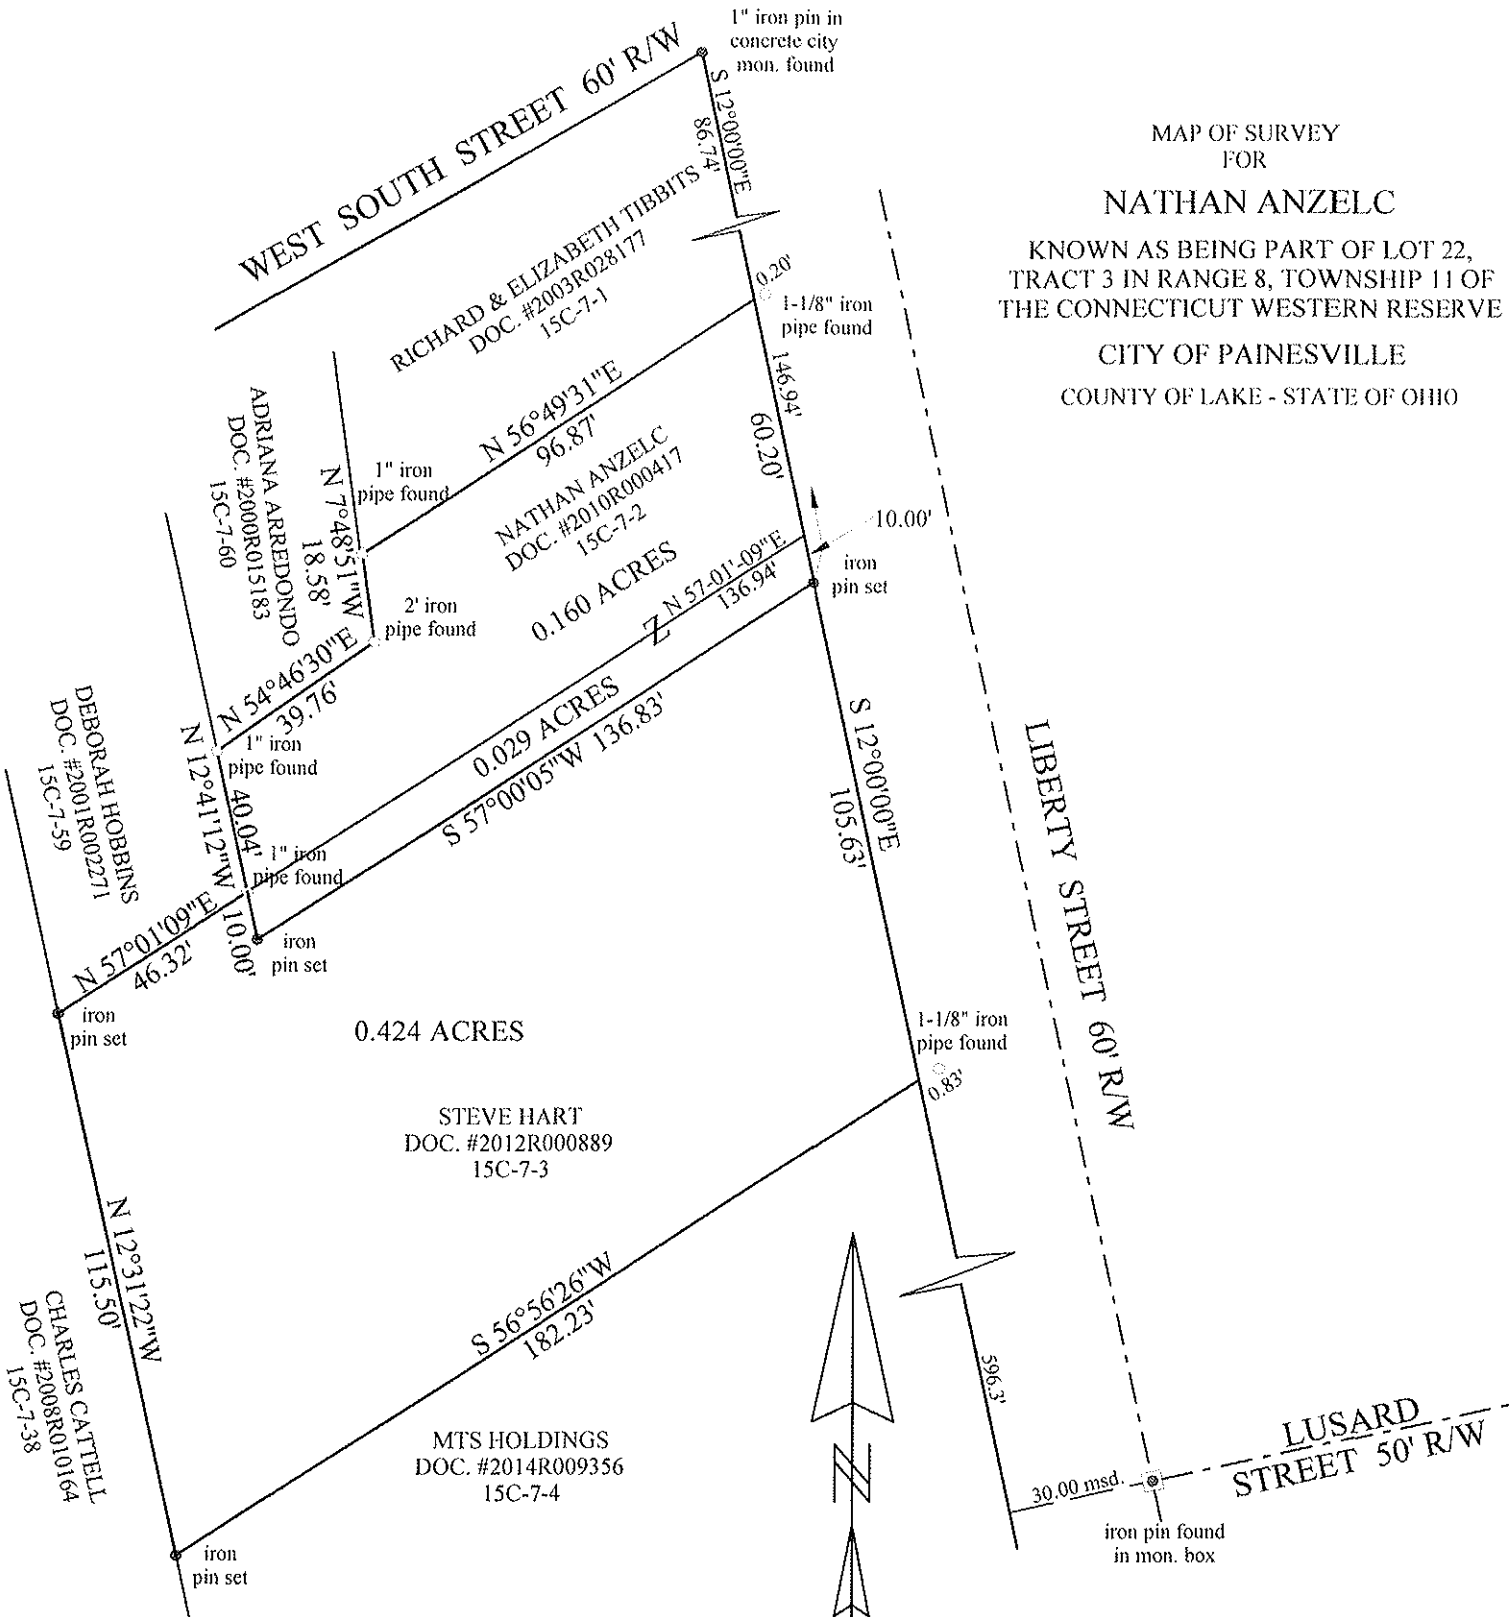 1" iron pin in
concrete city
mon. found
WEST SOUTH STREET 60' R/W
S 12°00'00"E
86.74'
MAP OF SURVEY
FOR
NATHAN ANZELC
KNOWN AS BEING PART OF LOT 22,
TRACT 3 IN RANGE 8, TOWNSHIP 11 OF
THE CONNECTICUT WESTERN RESERVE
CITY OF PAINESVILLE
COUNTY OF LAKE - STATE OF OHIO
RICHARD & ELIZABETH TIBBITS
DOC. #2003R028177
15C-7-1
0.20'
1-1/8" iron
pipe found
146.94'
60.20'
N 56°49'31"E
96.87'
ADRIANA ARREDONDO
DOC. #2000R015183
15C-7-60
N 7°48'51"W
18.58'
1" iron
pipe found
NATHAN ANZELC
DOC. #2010R000417
15C-7-2
0.160 ACRES
10.00'
iron
pin set
N 57-01'-09"E
136.94'
Z
2' iron
pipe found
N 54°46'30"E
39.76'
1" iron
pipe found
0.029 ACRES
S 57°00'05"W 136.83'
DEBORAH HOBBINS
DOC. #2001R002271
15C-7-59
N 12°41'12"W
40.04'
1" iron
pipe found
10.00'
iron
pin set
N 57°01'09"E
46.32'
iron
pin set
S 12°00'00"E
105.63'
LIBERTY STREET 60' R/W
0.424 ACRES
1-1/8" iron
pipe found
0.83'
STEVE HART
DOC. #2012R000889
15C-7-3
N 12°31'22"W
115.50'
CHARLES CATTELL
DOC. #2008R010164
15C-7-38
S 56°56'26"W
182.23'
MTS HOLDINGS
DOC. #2014R009356
15C-7-4
N
596.3'
30.00 msd.
LUSARD
STREET 50' R/W
iron pin found
in mon. box
iron
pin set